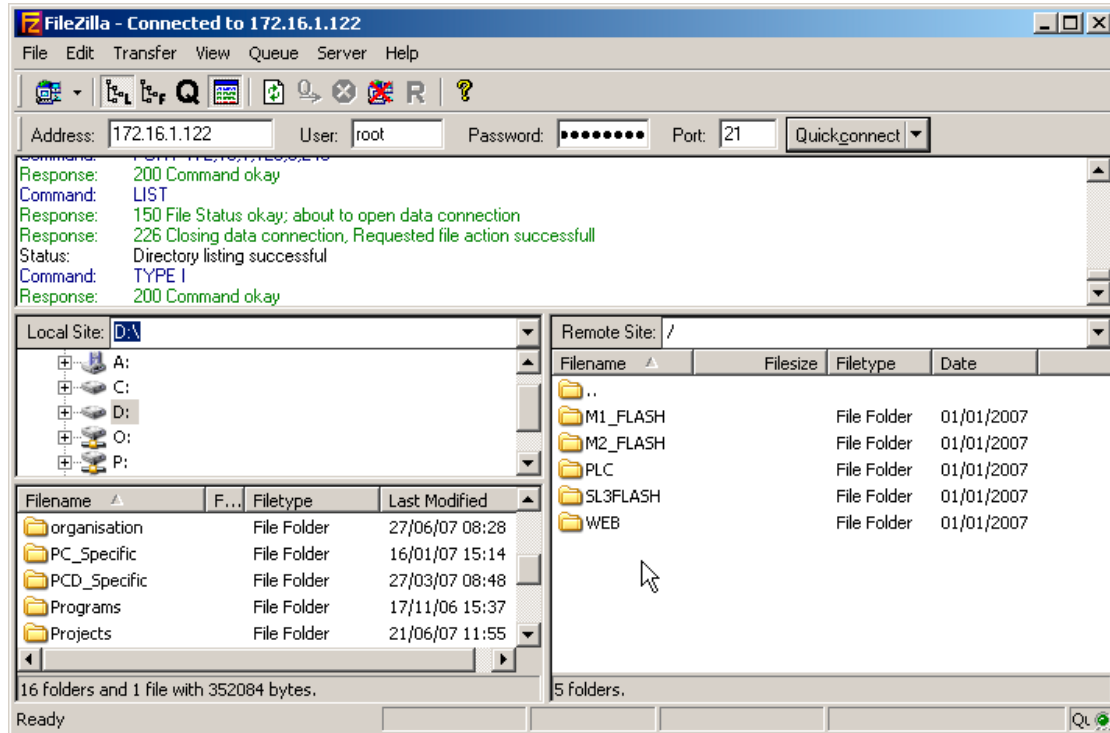 FileZilla - Connected to 172.16.1.122
File Edit Transfer View Queue Server Help
Address: 172.16.1.122 User: root Password: ●●●●●●●● Port: 21 Quickconnect
Response: 200 Command okay
Command: LIST
Response: 150 File Status okay; about to open data connection
Response: 226 Closing data connection, Requested file action successfull
Status: Directory listing successful
Command: TYPE I
Response: 200 Command okay
Local Site: D:\
A:
C:
D:
O:
P:
Filename F... Filetype Last Modified
organisation File Folder 27/06/07 08:28
PC_Specific File Folder 16/01/07 15:14
PCD_Specific File Folder 27/03/07 08:48
Programs File Folder 17/11/06 15:37
Projects File Folder 21/06/07 11:55
16 folders and 1 file with 352084 bytes.
Remote Site: /
Filename Filesize Filetype Date
..
M1_FLASH File Folder 01/01/2007
M2_FLASH File Folder 01/01/2007
PLC File Folder 01/01/2007
SL3FLASH File Folder 01/01/2007
WEB File Folder 01/01/2007
5 folders.
Ready